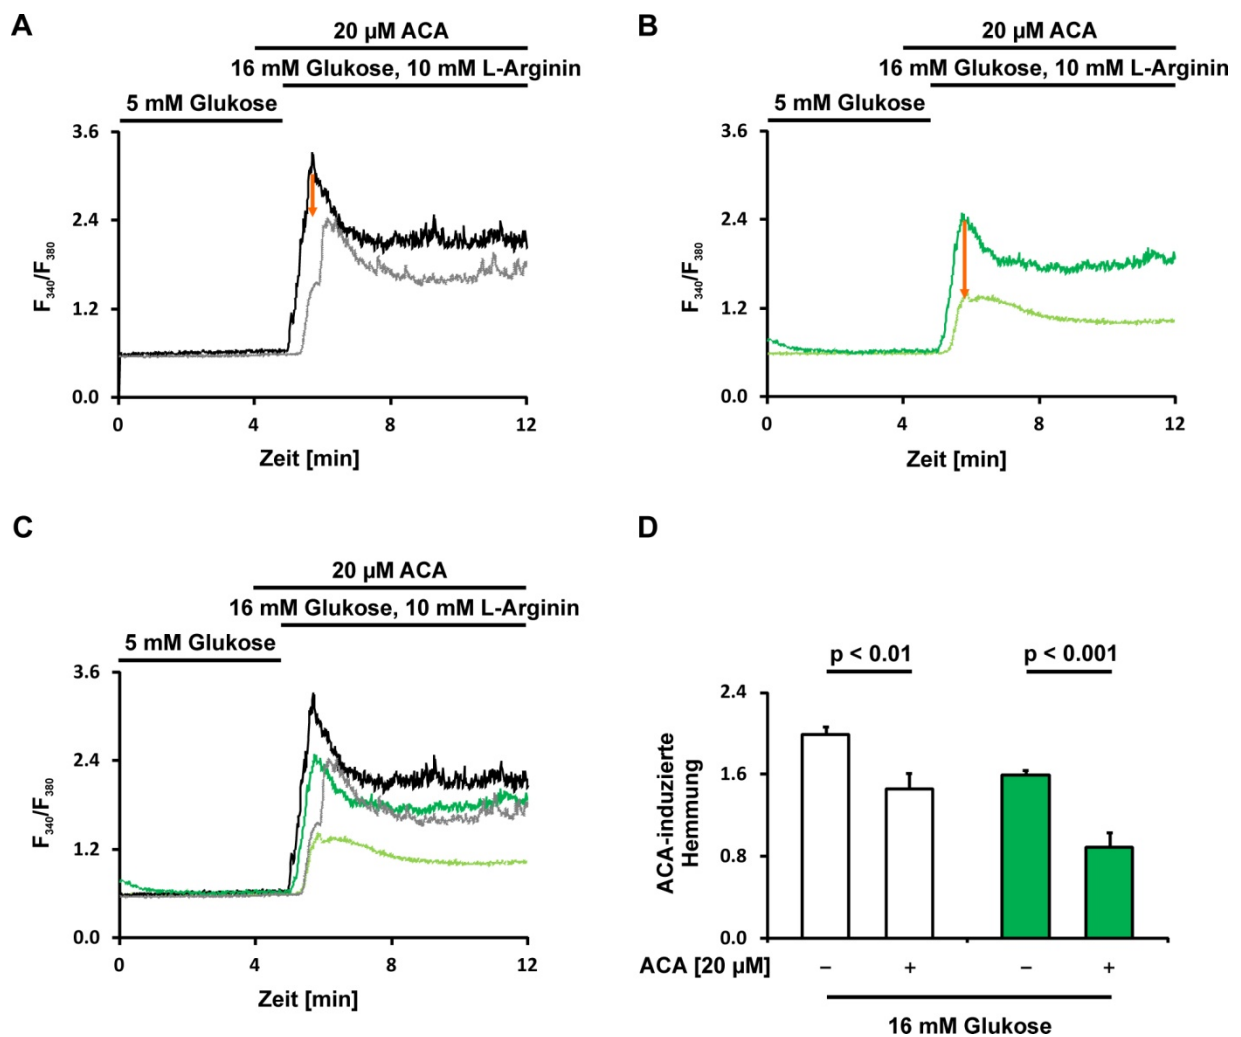 A
20 µM ACA
16 mM Glukose, 10 mM L-Arginin
5 mM Glukose
3.6
2.4
1.2
0.0
F340/F380
0 4 8 12
Zeit [min]
B
20 µM ACA
16 mM Glukose, 10 mM L-Arginin
5 mM Glukose
3.6
2.4
1.2
0.0
F340/F380
0 4 8 12
Zeit [min]
C
20 µM ACA
16 mM Glukose, 10 mM L-Arginin
5 mM Glukose
3.6
2.4
1.2
0.0
F340/F380
0 4 8 12
Zeit [min]
D
p < 0.01 p < 0.001
2.4
1.6
0.8
0.0
ACA-induzierte
Hemmung
ACA [20 µM] – + – +
16 mM Glukose